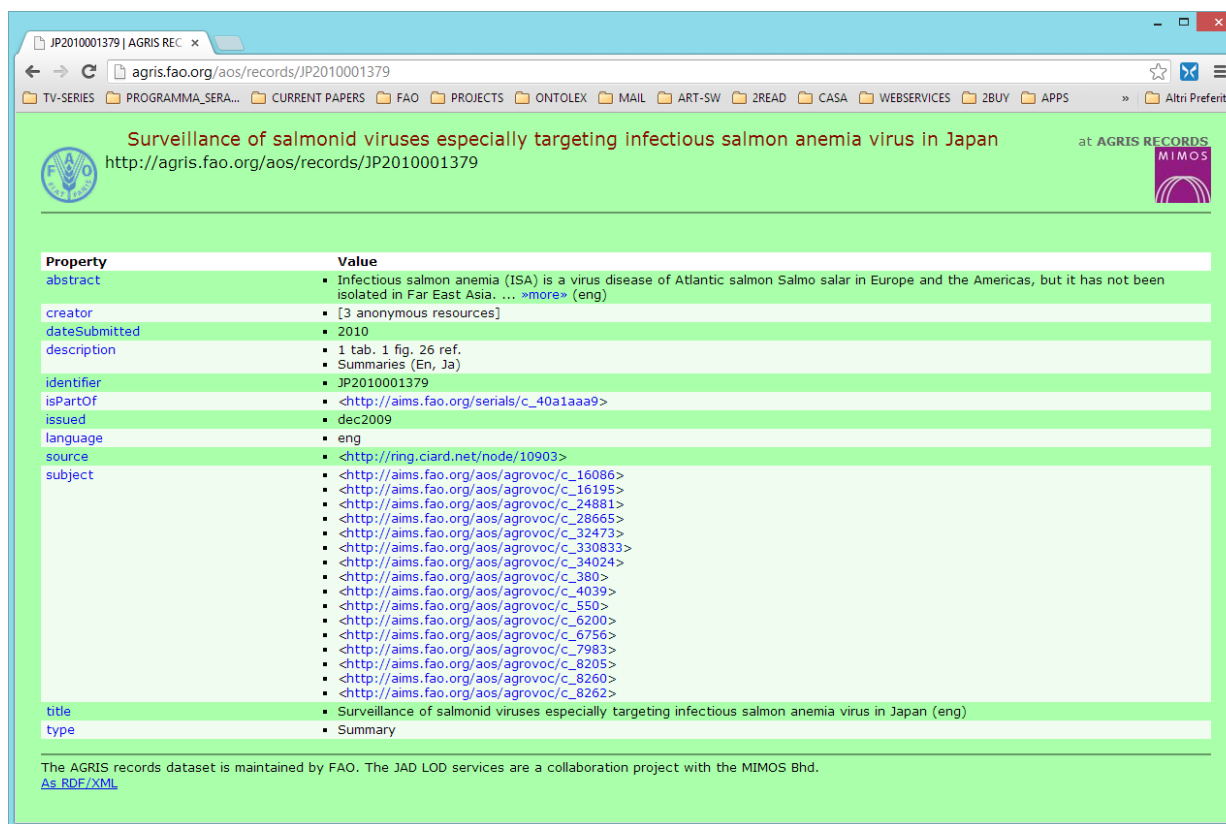 JP2010001379 | AGRIS REC
agris.fao.org/aos/records/JP2010001379
TV-SERIES PROGRAMMA_SERA... CURRENT PAPERS FAO PROJECTS ONTOLEX MAIL ART-SW 2READ CASA WEBSERVICES 2BUY APPS » Altri Preferit
Surveillance of salmonid viruses especially targeting infectious salmon anemia virus in Japan
at AGRIS RECORDS
http://agris.fao.org/aos/records/JP2010001379
MIMOS
F A O
FIAT PANIS
Property Value
abstract ▪ Infectious salmon anemia (ISA) is a virus disease of Atlantic salmon Salmo salar in Europe and the Americas, but it has not been
isolated in Far East Asia. ... »more» (eng)
creator ▪ [3 anonymous resources]
dateSubmitted ▪ 2010
description ▪ 1 tab. 1 fig. 26 ref.
▪ Summaries (En, Ja)
identifier ▪ JP2010001379
isPartOf ▪ <http://aims.fao.org/serials/c_40a1aaa9>
issued ▪ dec2009
language ▪ eng
source ▪ <http://ring.ciard.net/node/10903>
subject ▪ <http://aims.fao.org/aos/agrovoc/c_16086>
▪ <http://aims.fao.org/aos/agrovoc/c_16195>
▪ <http://aims.fao.org/aos/agrovoc/c_24881>
▪ <http://aims.fao.org/aos/agrovoc/c_28665>
▪ <http://aims.fao.org/aos/agrovoc/c_32473>
▪ <http://aims.fao.org/aos/agrovoc/c_330833>
▪ <http://aims.fao.org/aos/agrovoc/c_34024>
▪ <http://aims.fao.org/aos/agrovoc/c_380>
▪ <http://aims.fao.org/aos/agrovoc/c_4039>
▪ <http://aims.fao.org/aos/agrovoc/c_550>
▪ <http://aims.fao.org/aos/agrovoc/c_6200>
▪ <http://aims.fao.org/aos/agrovoc/c_6756>
▪ <http://aims.fao.org/aos/agrovoc/c_7983>
▪ <http://aims.fao.org/aos/agrovoc/c_8205>
▪ <http://aims.fao.org/aos/agrovoc/c_8260>
▪ <http://aims.fao.org/aos/agrovoc/c_8262>
title ▪ Surveillance of salmonid viruses especially targeting infectious salmon anemia virus in Japan (eng)
type ▪ Summary
The AGRIS records dataset is maintained by FAO. The JAD LOD services are a collaboration project with the MIMOS Bhd.
As RDF/XML